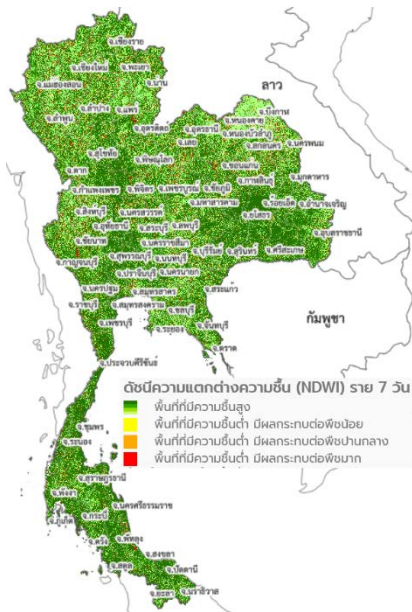 จ.เชียงราย
จ.เชียงใหม่
จ.พะเยา
จ.แม่ฮ่องสอน
จ.น่าน
ลาว
จ.ลำปาง
จ.แพร่
จ.บึงกาฬ
จ.หนองคาย
จ.ลำพูน
จ.อุตรดิตถ์
จ.อุดรธานี
จ.หนองบัวลำภู
จ.เลย
จ.สกลนคร
จ.นครพนม
จ.สุโขทัย
จ.พิษณุโลก
จ.ขอนแก่น
จ.ตาก
จ.กาฬสินธุ์
จ.มุกดาหาร
จ.กำแพงเพชร
จ.พิจิตร
จ.เพชรบูรณ์
จ.ชัยภูมิ
จ.มหาสารคาม
จ.ร้อยเอ็ด
จ.อำนาจเจริญ
จ.ยโสธร
จ.สิงห์บุรี
จ.นครสวรรค์
จ.อุทัยธานี
จ.สระบุรี
จ.ลพบุรี
จ.อุบลราชธานี
จ.ชัยนาท
จ.นครราชสีมา
จ.บุรีรัมย์
จ.สุรินทร์
จ.ศรีสะเกษ
จ.กาญจนบุรี
จ.สุพรรณบุรี
จ.นนทบุรี
จ.ปราจีนบุรี
จ.นครนายก
จ.นครปฐม
จ.สมุทรสาคร
จ.สระแก้ว
จ.ราชบุรี
จ.สมุทรสงคราม
จ.ชลบุรี
กัมพูชา
จ.เพชรบุรี
จ.ระยอง
จ.จันทบุรี
จ.ตราด
จ.ประจวบคีรีขันธ์
ดัชนีความแตกต่างความชื้น (NDWI) ราย 7 วัน
พื้นที่ที่มีความชื้นสูง
พื้นที่ที่มีความชื้นต่ำ มีผลกระทบต่อพืชน้อย
พื้นที่ที่มีความชื้นต่ำ มีผลกระทบต่อพืชปานกลาง
พื้นที่ที่มีความชื้นต่ำ มีผลกระทบต่อพืชมาก
จ.ชุมพร
จ.ระนอง
จ.สุราษฎร์ธานี
จ.พังงา
จ.นครศรีธรรมราช
จ.ภูเก็ต
จ.กระบี่
จ.ตรัง
จ.พัทลุง
จ.สงขลา
จ.สตูล
จ.ปัตตานี
จ.ยะลา
จ.นราธิวาส